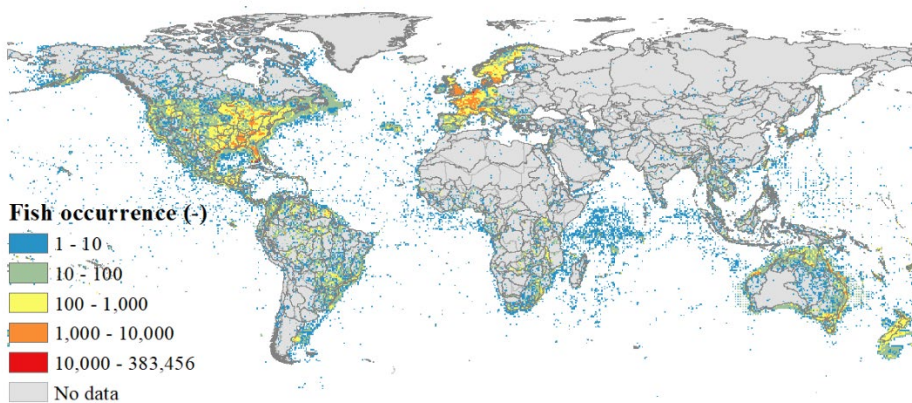 Fish occurrence (-)
1 - 10
10 - 100
100 - 1,000
1,000 - 10,000
10,000 - 383,456
No data